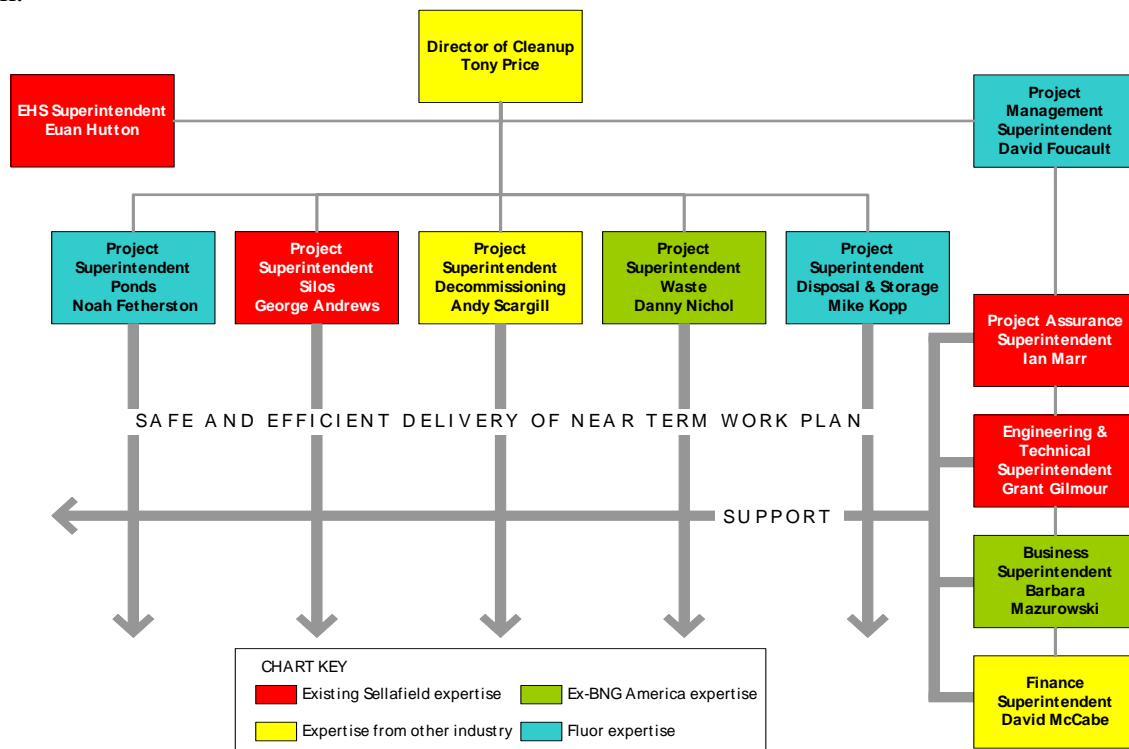 Director of Cleanup
Tony Price
EHS Superintendent
Euan Hutton
Project
Management
Superintendent
David Foucault
Project
Superintendent
Ponds
Noah Fetherston
Project
Superintendent
Silos
George Andrews
Project
Superintendent
Decommissioning
Andy Scargill
Project
Superintendent
Waste
Danny Nichol
Project
Superintendent
Disposal & Storage
Mike Kopp
Project Assurance
Superintendent
Ian Marr
SAFE AND EFFICIENT DELIVERY OF NEAR TERM WORK PLAN
Engineering &
Technical
Superintendent
Grant Gilmour
SUPPORT
Business
Superintendent
Barbara
Mazurowski
Finance
Superintendent
David McCabe
CHART KEY
Existing Sellafield expertise
Ex-BNG America expertise
Expertise from other industry
Fluor expertise